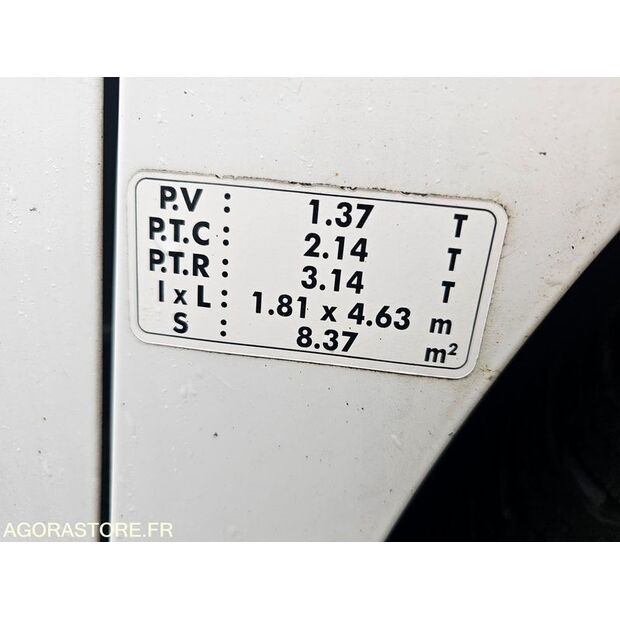 P.V : 1.37 T
P.T.C : 2.14 T
P.T.R : 3.14 T
l x L : 1.81 x 4.63 m
S : 8.37 m²
AGORASTORE.FR